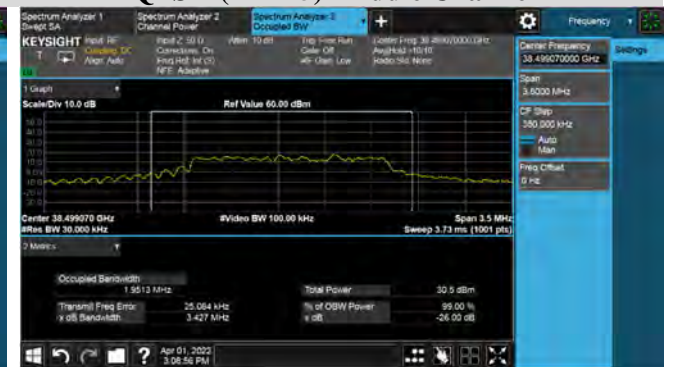 Spectrum Analyzer 1
Swept SA
Spectrum Analyzer 2
Channel Power
Spectrum Analyzer 3
Occupied BW
Frequency
KEYSIGHT Input: RF
Coupling: DC
Align: Auto
Input Z: 50 Ω
Corrections: On
Freq Ref: Int (S)
NFE: Adaptive
Atten: 10 dB
Trig: Free Run
Gate: Off
#IF Gain: Low
Center Freq: 38.499070000 GHz
Avg|Hold: >10/10
Radio Std: None
Center Frequency
38.499070000 GHz
Settings
Span
CF Step
Auto
Man
Freq Offset
0 Hz
1 Graph
Scale/Div 10.0 dB
Ref Value 60.00 dBm
Center 38.499070 GHz
#Video BW 100.00 kHz
Span 3.5 MHz
#Res BW 30.000 kHz
Sweep 3.73 ms (1001 pts)
2 Metrics
Occupied Bandwidth
1.9513 MHz
Total Power
30.5 dBm
Transmit Freq Error
25.084 kHz
% of OBW Power
99.00 %
x dB Bandwidth
3.427 MHz
x dB
-26.00 dB
? Apr 01, 2022
3:08:56 PM